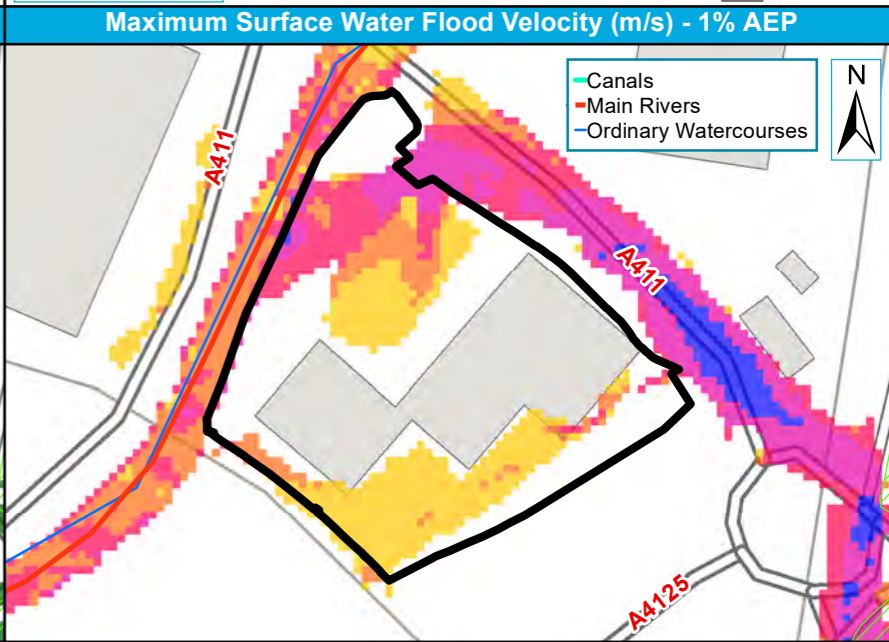 Maximum Surface Water Flood Velocity (m/s) - 1% AEP
Canals
Main Rivers
Ordinary Watercourses
N
A411
A411
A4125